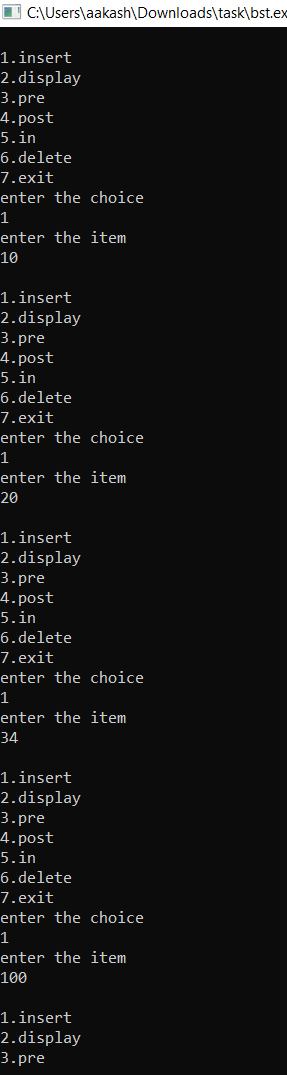 C:\Users\aakash\Downloads\task\bst.ex
1.insert
2.display
3.pre
4.post
5.in
6.delete
7.exit
enter the choice
1
enter the item
10
1.insert
2.display
3.pre
4.post
5.in
6.delete
7.exit
enter the choice
1
enter the item
20
1.insert
2.display
3.pre
4.post
5.in
6.delete
7.exit
enter the choice
1
enter the item
34
1.insert
2.display
3.pre
4.post
5.in
6.delete
7.exit
enter the choice
1
enter the item
100
1.insert
2.display
3.pre